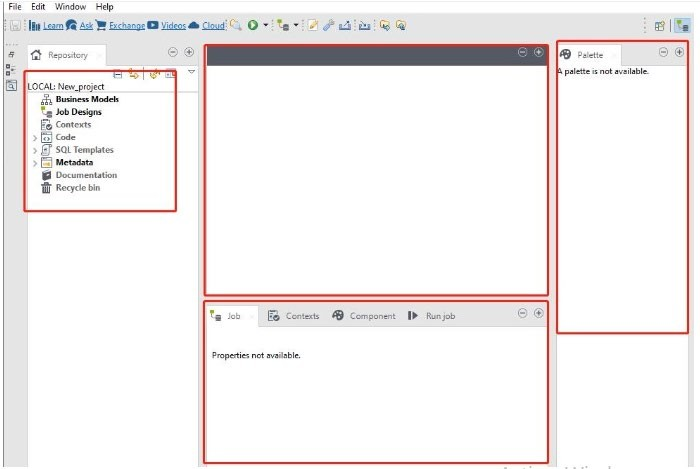 File Edit Window Help
Learn Ask Exchange Videos Cloud
Repository
LOCAL: New_project
Business Models
Job Designs
Contexts
Code
SQL Templates
Metadata
Documentation
Recycle bin
Job Contexts Component Run job
Properties not available.
Palette
A palette is not available.